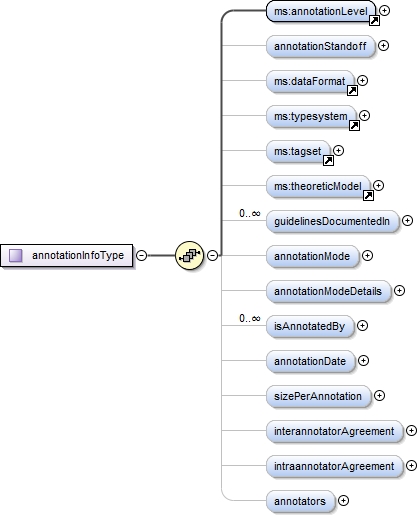 ms:annotationLevel
annotationStandoff
ms:dataFormat
ms:typesystem
ms:tagset
ms:theoreticModel
0..∞
guidelinesDocumentedIn
annotationInfoType
annotationMode
annotationModeDetails
0..∞
isAnnotatedBy
annotationDate
sizePerAnnotation
interannotatorAgreement
intraannotatorAgreement
annotators